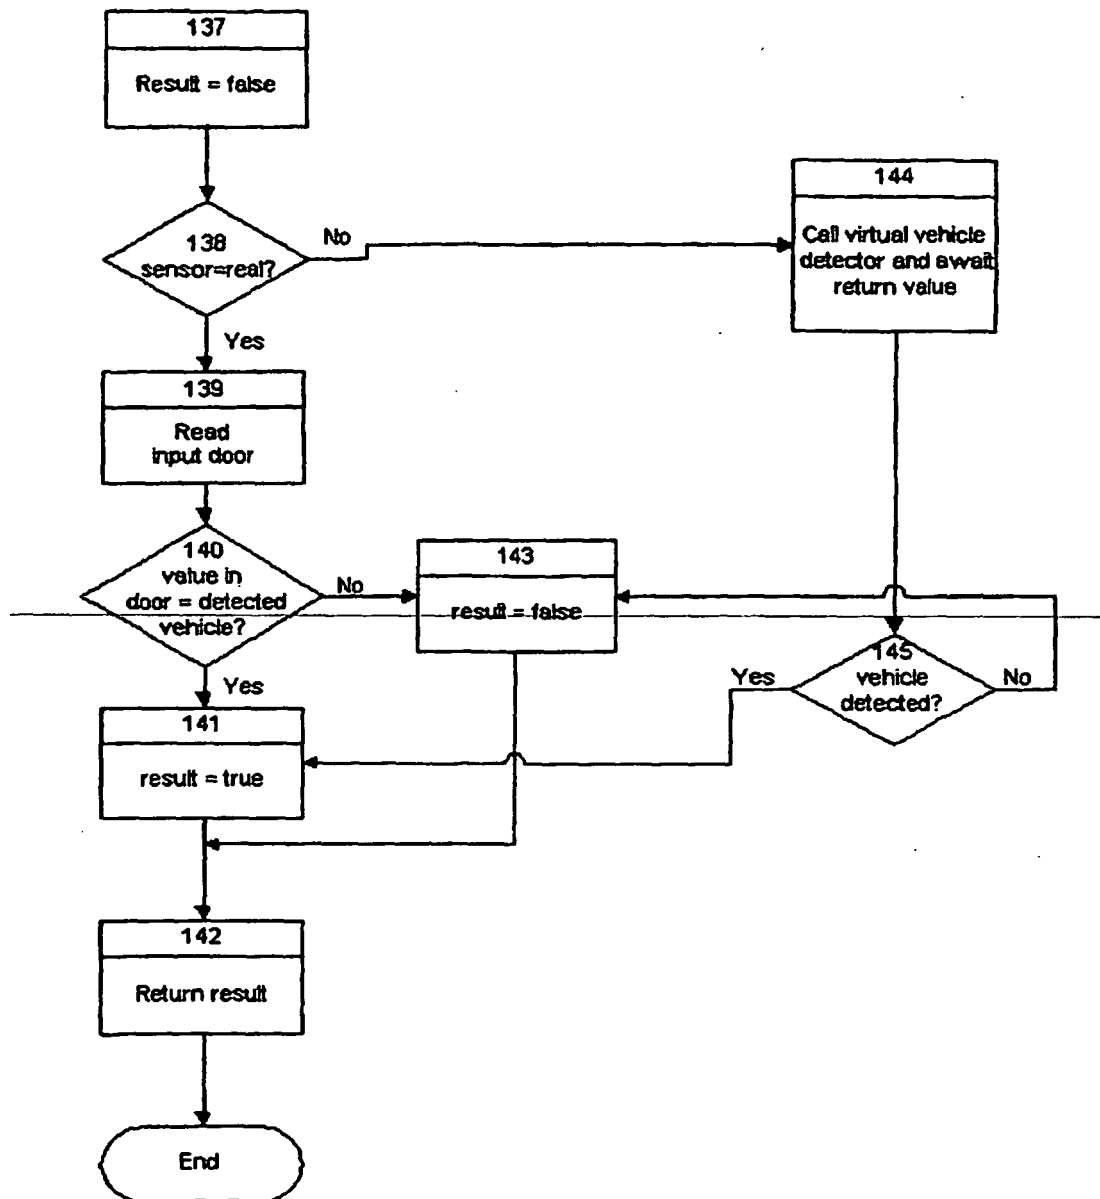 137
Result = false
138
sensor=real?
No
Yes
144
Call virtual vehicle
detector and await
return value
139
Read
input door
140
value in
door = detected
vehicle?
No
Yes
143
result = false
145
vehicle
detected?
Yes
No
141
result = true
142
Return result
End